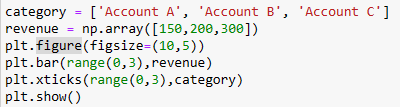 category = ['Account A', 'Account B', 'Account C']
revenue = np.array([150,200,300])
plt.figure(figsize=(10,5))
plt.bar(range(0,3),revenue)
plt.xticks(range(0,3),category)
plt.show()